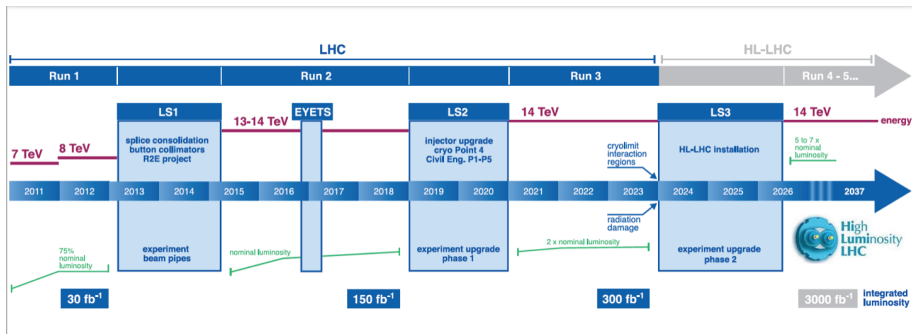 LHC
HL-LHC
Run 1
Run 2
Run 3
Run 4 - 5...
LS1
EYETS
LS2
LS3
13-14 TeV
14 TeV
14 TeV
energy
7 TeV
8 TeV
splice consolidation
button collimators
R2E project
injector upgrade
cryo Point 4
Civil Eng. P1-P5
cryolimit
interaction
regions
HL-LHC installation
5 to 7 x
nominal
luminosity
2011
2012
2013
2014
2015
2016
2017
2018
2019
2020
2021
2022
2023
2024
2025
2026
2037
radiation
damage
75%
nominal
luminosity
experiment
beam pipes
nominal luminosity
experiment upgrade
phase 1
2 x nominal luminosity
experiment upgrade
phase 2
High
Luminosity
LHC
30 fb⁻¹
150 fb⁻¹
300 fb⁻¹
3000 fb⁻¹
integrated
luminosity